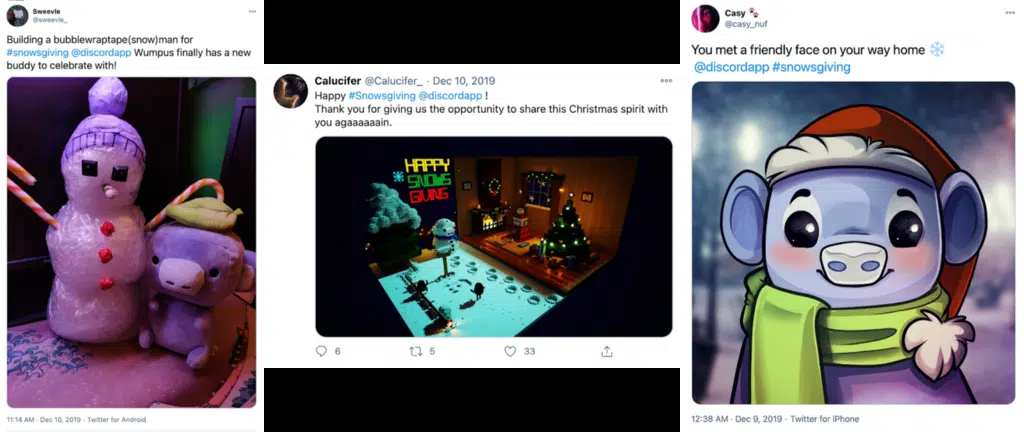 Sweevle
@sweevle_
Building a bubblewraptape(snow)man for
#snowsgiving @discordapp Wumpus finally has a new
buddy to celebrate with!
11:14 AM · Dec 10, 2019 · Twitter for Android
Calucifer @Calucifer_ · Dec 10, 2019
Happy #Snowsgiving @discordapp !
Thank you for giving us the opportunity to share this Christmas spirit with
you agaaaaaain.
HAPPY
SNOWS
GIVING
6 5 33
Casy 🐾
@casy_nuf
You met a friendly face on your way home ❄️
@discordapp #snowsgiving
12:38 AM · Dec 9, 2019 · Twitter for iPhone